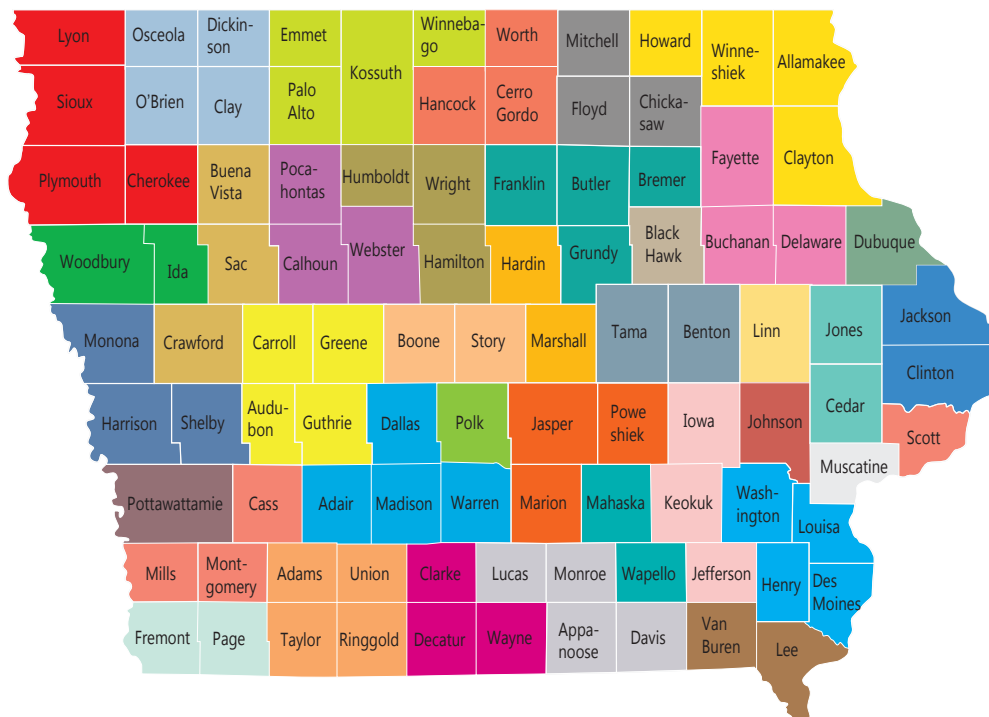 Lyon
Osceola
Dickin-
son
Emmet
Kossuth
Winneba-
go
Worth
Mitchell
Howard
Winne-
shiek
Allamakee
Sioux
O'Brien
Clay
Palo
Alto
Hancock
Cerro
Gordo
Floyd
Chicka-
saw
Plymouth
Cherokee
Buena
Vista
Poca-
hontas
Humboldt
Wright
Franklin
Butler
Bremer
Fayette
Clayton
Woodbury
Ida
Sac
Calhoun
Webster
Hamilton
Hardin
Grundy
Black
Hawk
Buchanan
Delaware
Dubuque
Monona
Crawford
Carroll
Greene
Boone
Story
Marshall
Tama
Benton
Linn
Jones
Jackson
Clinton
Harrison
Shelby
Audu-
bon
Guthrie
Dallas
Polk
Jasper
Powe
shiek
Iowa
Johnson
Cedar
Scott
Muscatine
Pottawattamie
Cass
Adair
Madison
Warren
Marion
Mahaska
Keokuk
Wash-
ington
Louisa
Mills
Mont-
gomery
Adams
Union
Clarke
Lucas
Monroe
Wapello
Jefferson
Henry
Des
Moines
Fremont
Page
Taylor
Ringgold
Decatur
Wayne
Appa-
noose
Davis
Van
Buren
Lee